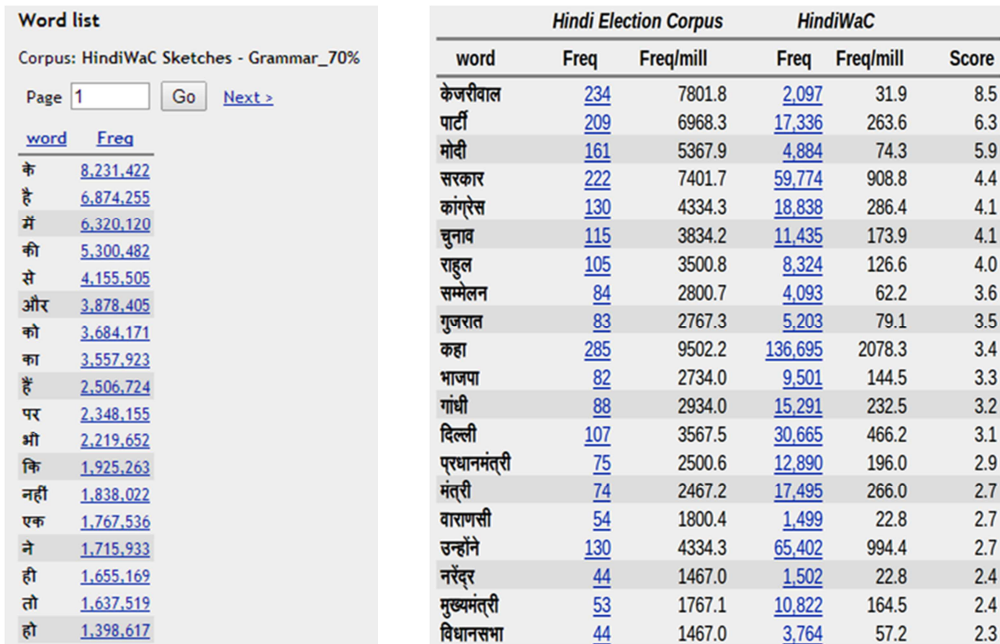 Word list
Corpus: HindiWaC Sketches - Grammar_70%
Page 1 Go Next >
word Freq
के 8,231,422
है 6,874,255
में 6,320,120
की 5,300,482
से 4,155,505
और 3,878,405
को 3,684,171
का 3,557,923
हैं 2,506,724
पर 2,348,155
भी 2,219,652
कि 1,925,263
नहीं 1,838,022
एक 1,767,536
ने 1,715,933
ही 1,655,169
तो 1,637,519
हो 1,398,617
Hindi Election Corpus HindiWaC
word Freq Freq/mill Freq Freq/mill Score
केजरीवाल 234 7801.8 2,097 31.9 8.5
पार्टी 209 6968.3 17,336 263.6 6.3
मोदी 161 5367.9 4,884 74.3 5.9
सरकार 222 7401.7 59,774 908.8 4.4
कांग्रेस 130 4334.3 18,838 286.4 4.1
चुनाव 115 3834.2 11,435 173.9 4.1
राहुल 105 3500.8 8,324 126.6 4.0
सम्मेलन 84 2800.7 4,093 62.2 3.6
गुजरात 83 2767.3 5,203 79.1 3.5
कहा 285 9502.2 136,695 2078.3 3.4
भाजपा 82 2734.0 9,501 144.5 3.3
गांधी 88 2934.0 15,291 232.5 3.2
दिल्ली 107 3567.5 30,665 466.2 3.1
प्रधानमंत्री 75 2500.6 12,890 196.0 2.9
मंत्री 74 2467.2 17,495 266.0 2.7
वाराणसी 54 1800.4 1,499 22.8 2.7
उन्होंने 130 4334.3 65,402 994.4 2.7
नरेंद्र 44 1467.0 1,502 22.8 2.4
मुख्यमंत्री 53 1767.1 10,822 164.5 2.4
विधानसभा 44 1467.0 3,764 57.2 2.3